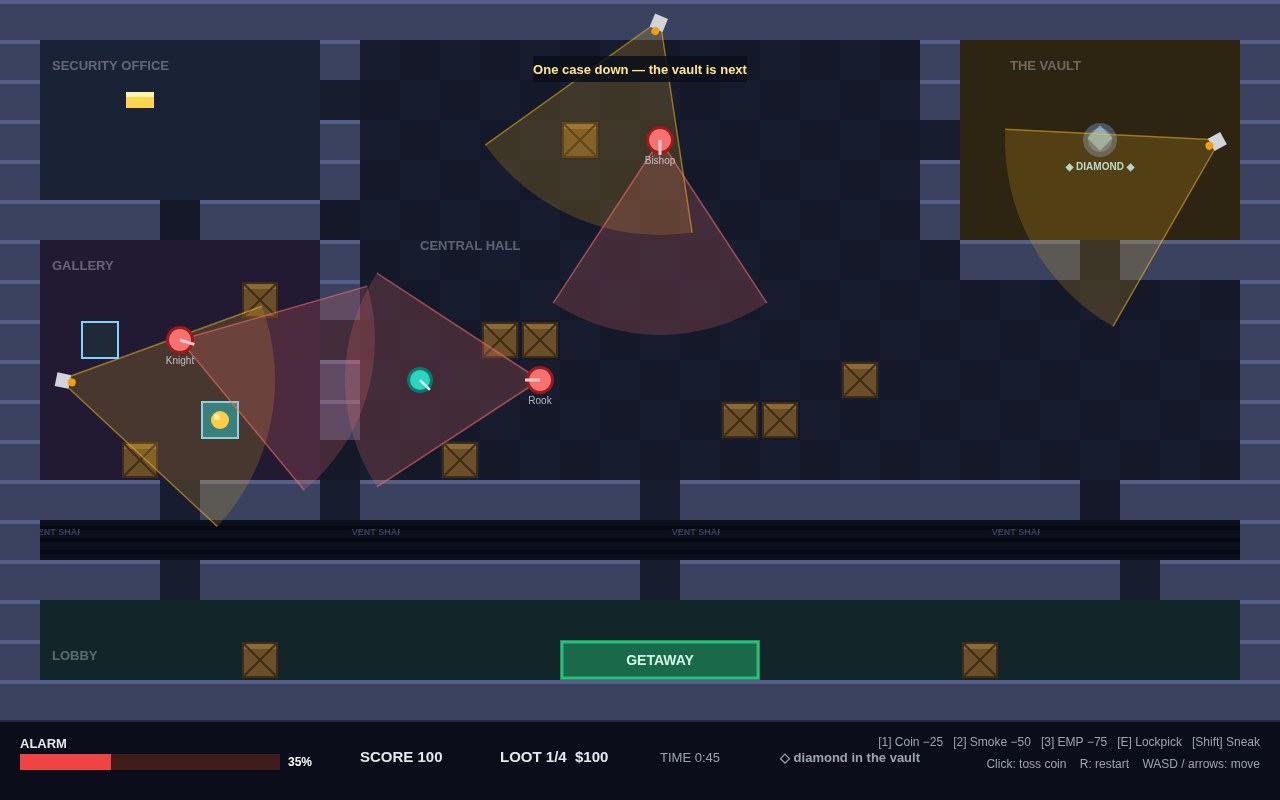 One case down — the vault is next
SECURITY OFFICE
THE VAULT
Bishop
◆ DIAMOND ◆
CENTRAL HALL
GALLERY
Knight
Rook
ENT SHAF
VENT SHAF
VENT SHAF
VENT SHAF
LOBBY
GETAWAY
ALARM
35%
SCORE 100
LOOT 1/4 $100
TIME 0:45
◇ diamond in the vault
[1] Coin −25 [2] Smoke −50 [3] EMP −75 [E] Lockpick [Shift] Sneak
Click: toss coin R: restart WASD / arrows: move